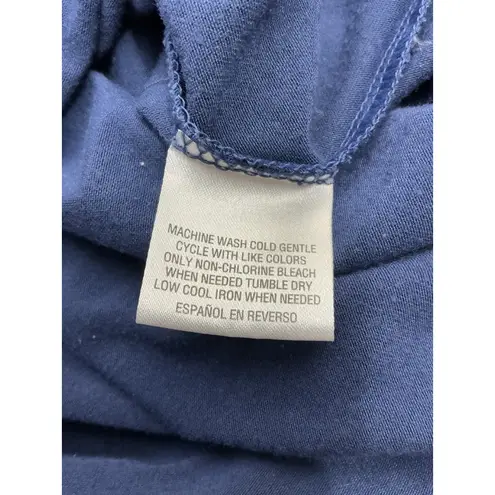 MACHINE WASH COLD GENTLE
CYCLE WITH LIKE COLORS
ONLY NON-CHLORINE BLEACH
WHEN NEEDED TUMBLE DRY
LOW COOL IRON WHEN NEEDED
ESPAÑOL EN REVERSO